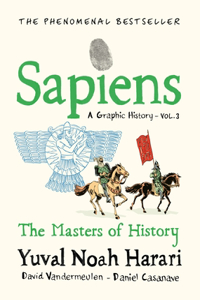 THE PHENOMENAL BESTSELLER
Sapiens
A Graphic History – VOL. 3
The Masters of History
Yuval Noah Harari
David Vandermeulen – Daniel Casanave